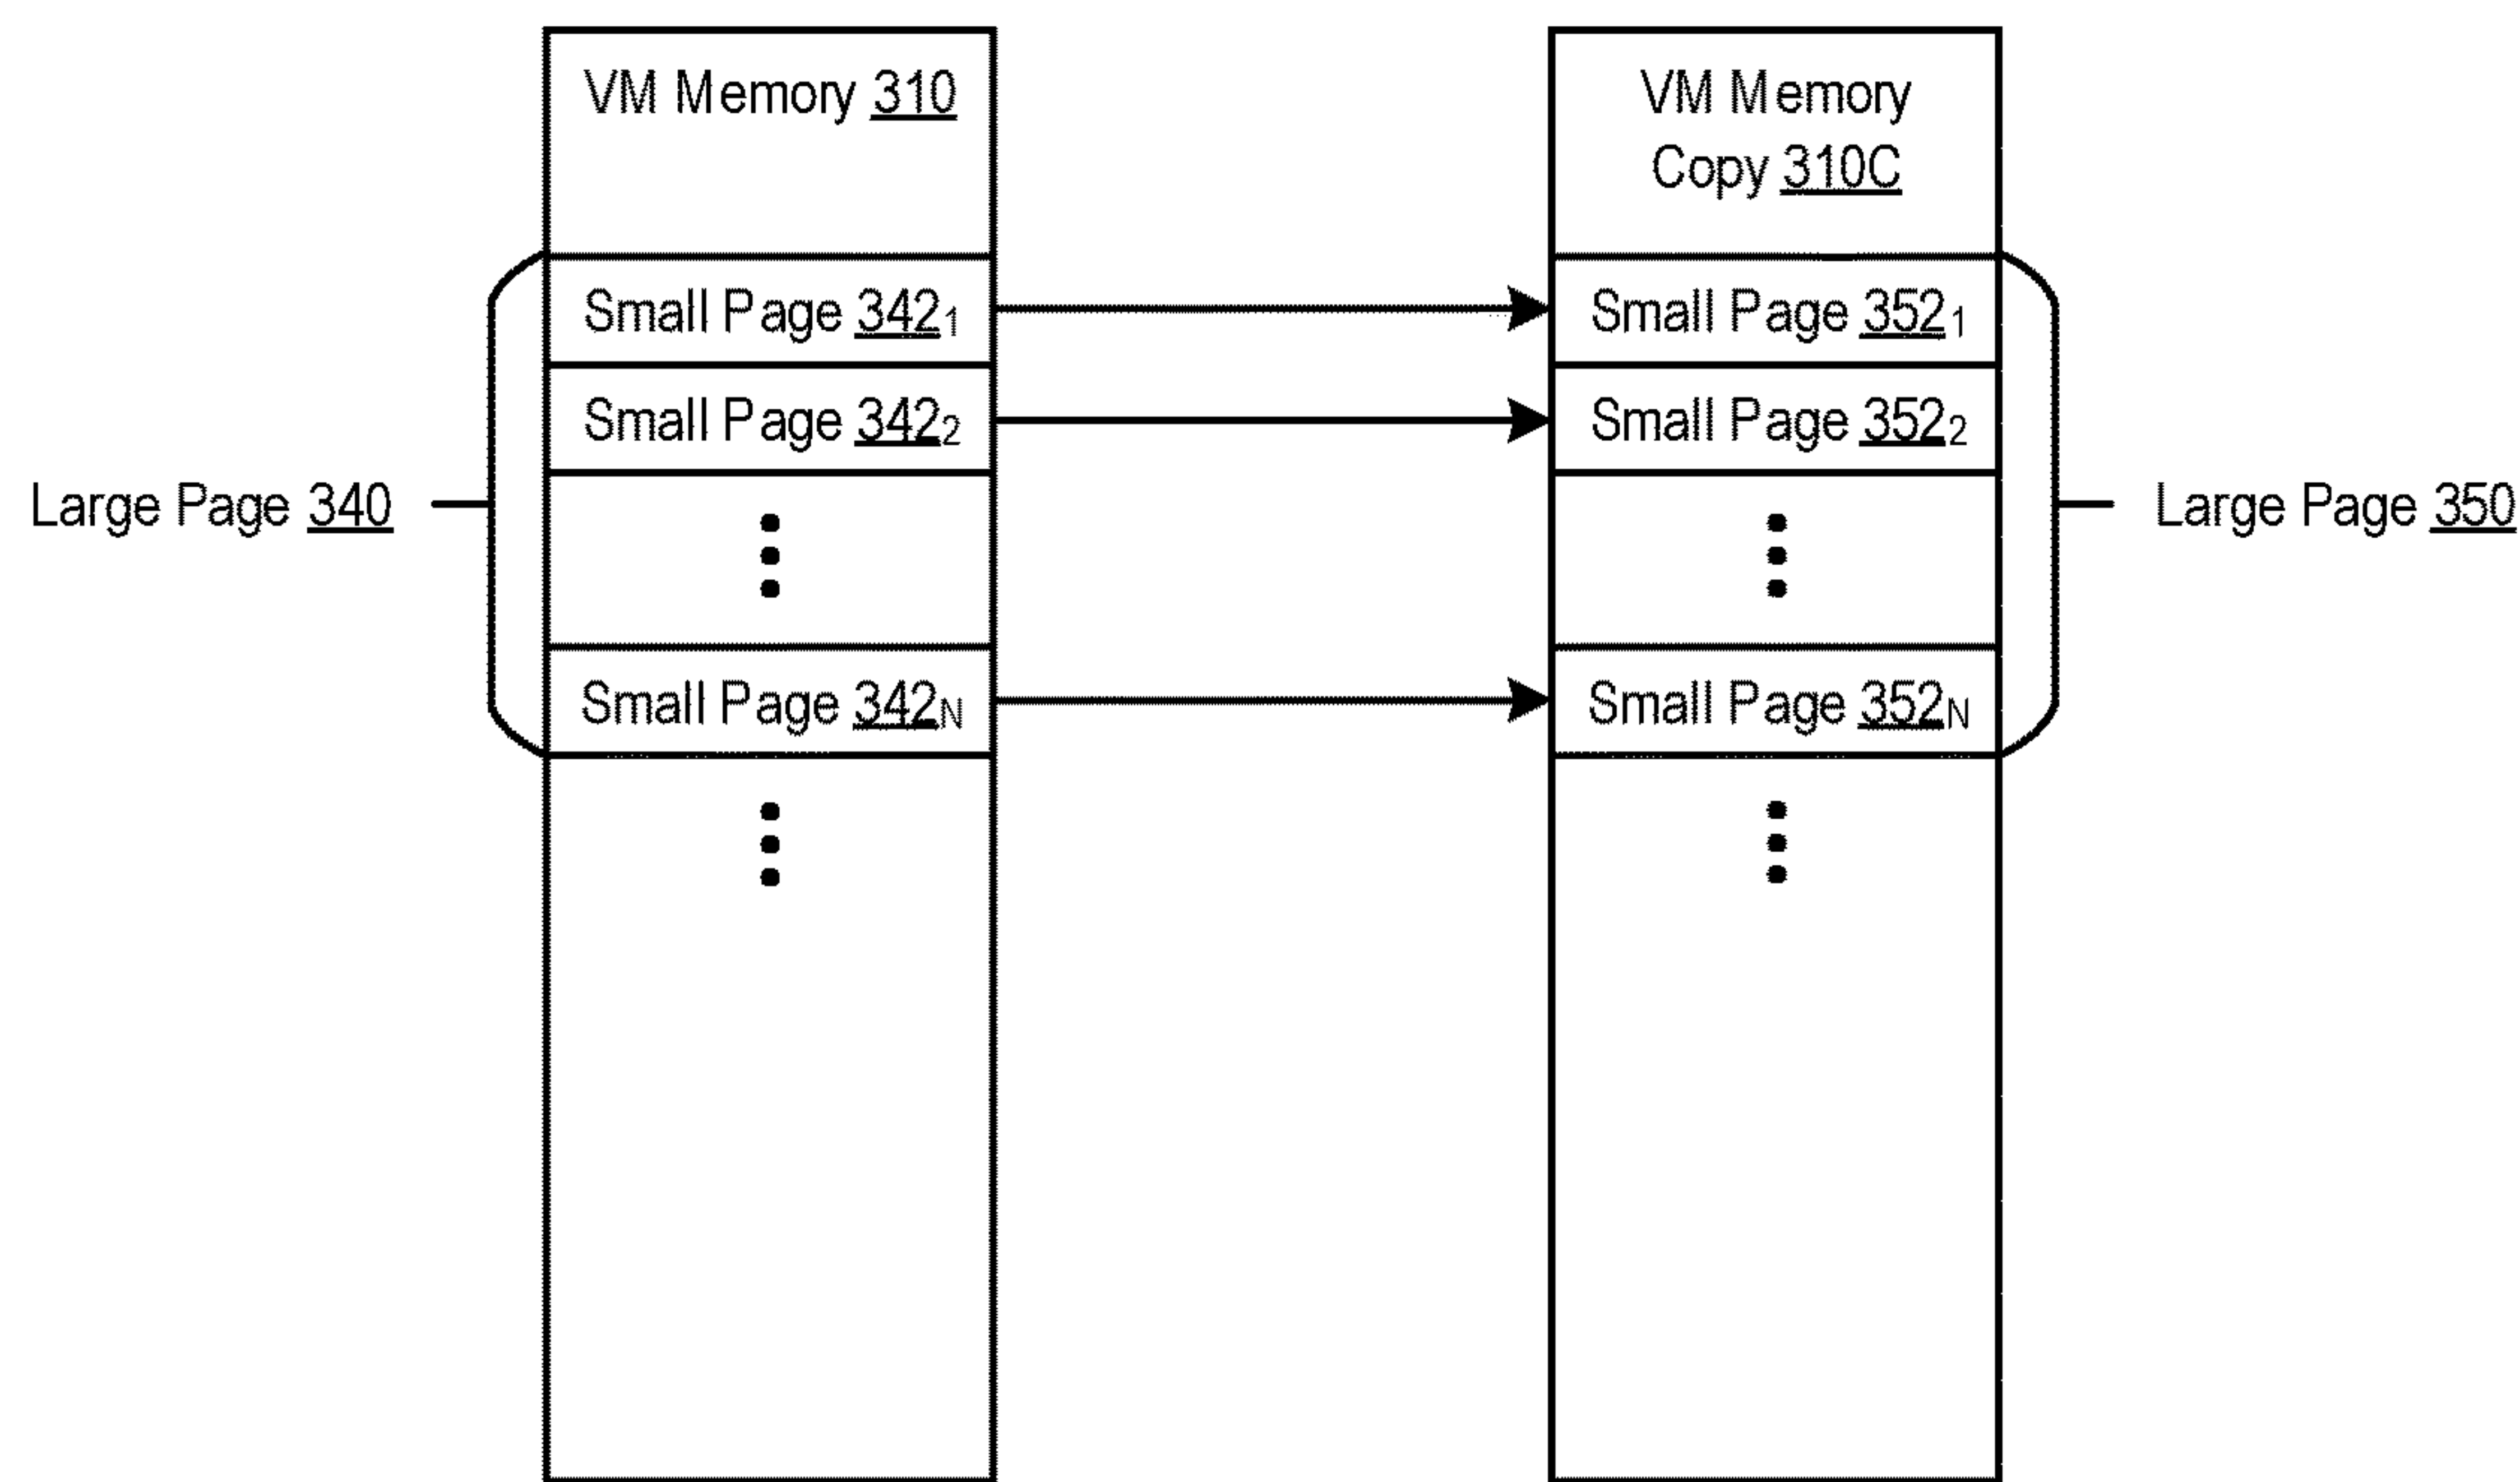 VM Memory 310
VM Memory
Copy 310C
Small Page 342₁
Small Page 352₁
Small Page 342₂
Small Page 352₂
Large Page 340
Large Page 350
Small Page 342N
Small Page 352N